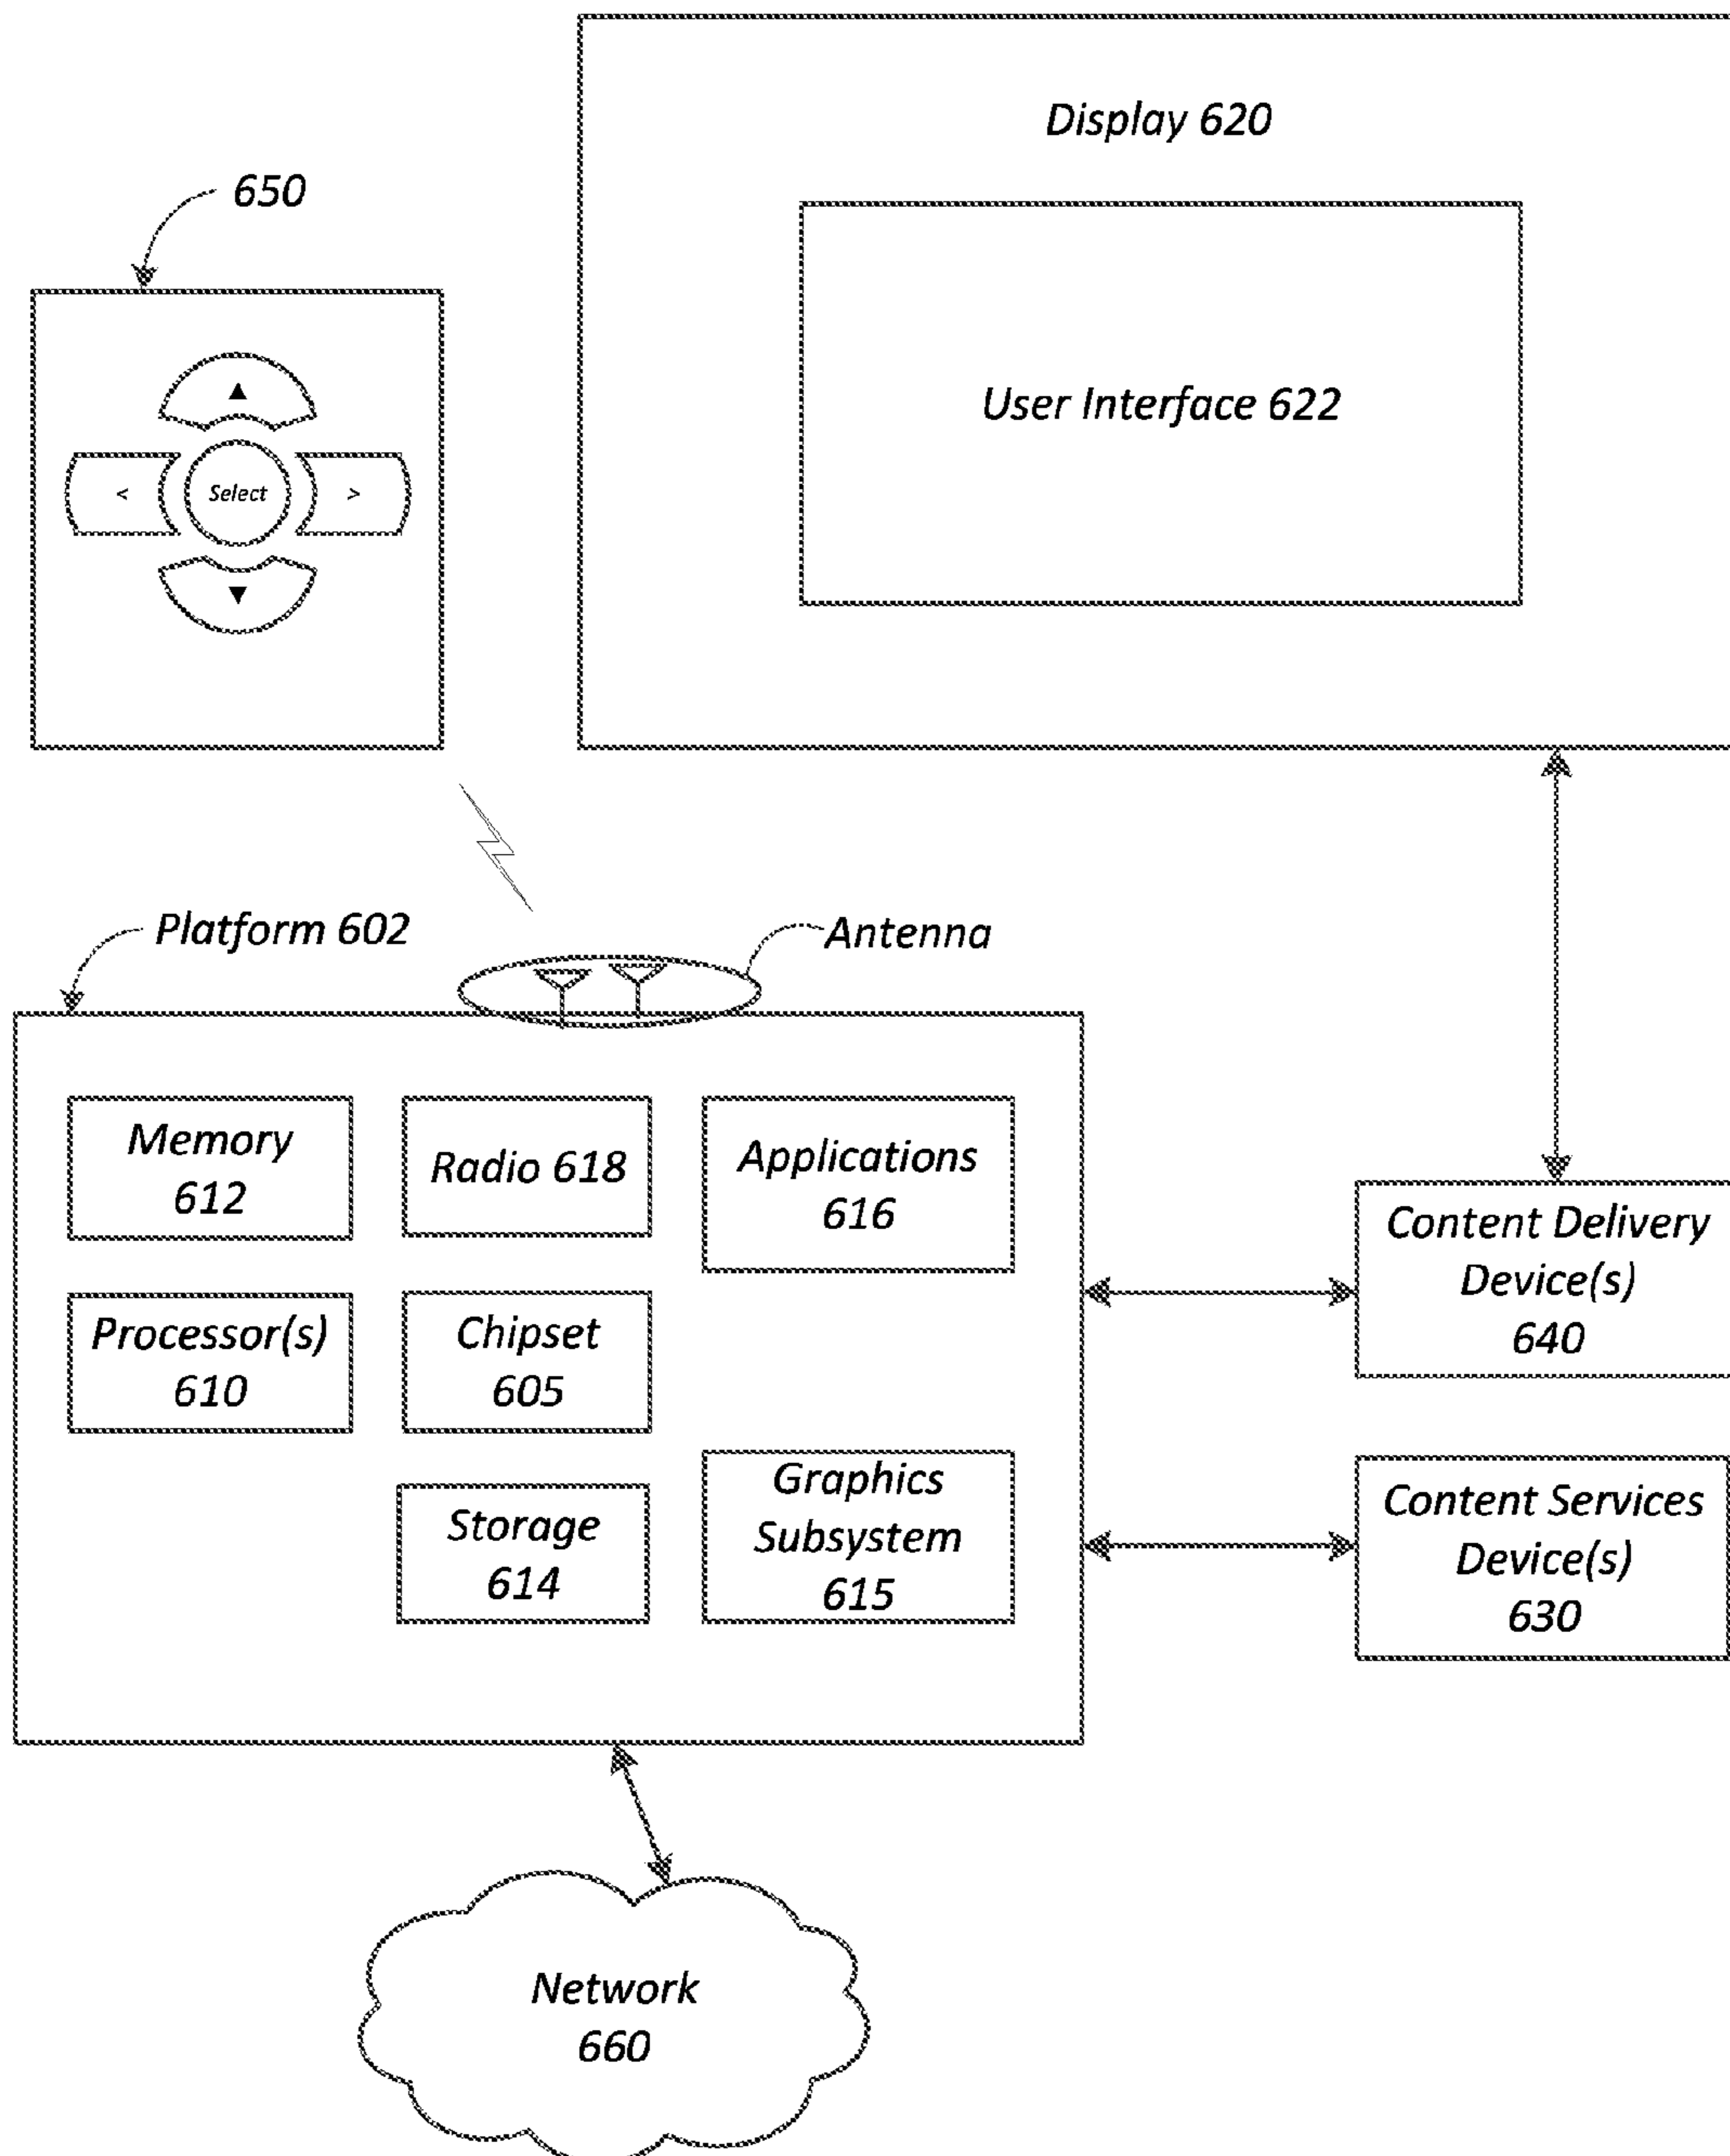 Display 620
650
User Interface 622
▲
<
Select
>
▼
Platform 602
Antenna
Memory
612
Radio 618
Applications
616
Processor(s)
610
Chipset
605
Storage
614
Graphics
Subsystem
615
Content Delivery
Device(s)
640
Content Services
Device(s)
630
Network
660